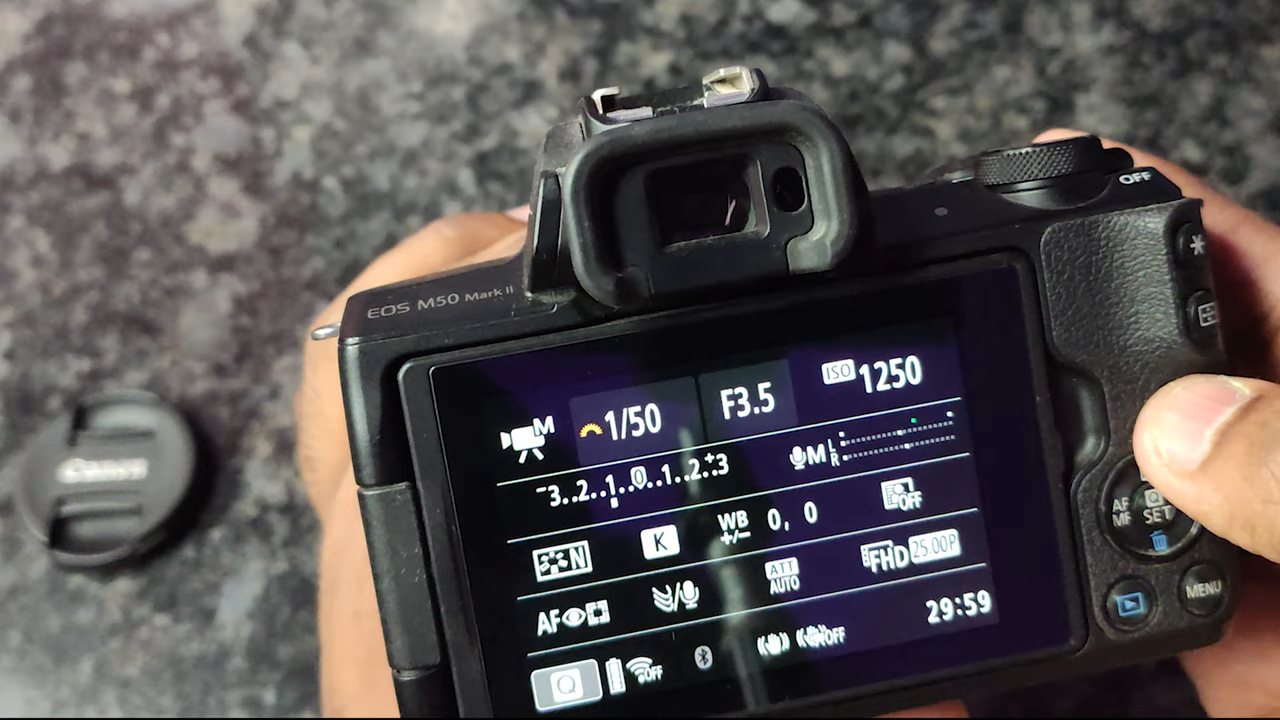 OFF
EOS M50 Mark II
Canon
M 1/50 F3.5 ISO 1250
-3..2..1..0..1..2..+3 M L R
N K WB +/- 0, 0 OFF
AF ATT AUTO FHD 25.00P
29:59
Q OFF OFF
AF MF Q SET
MENU